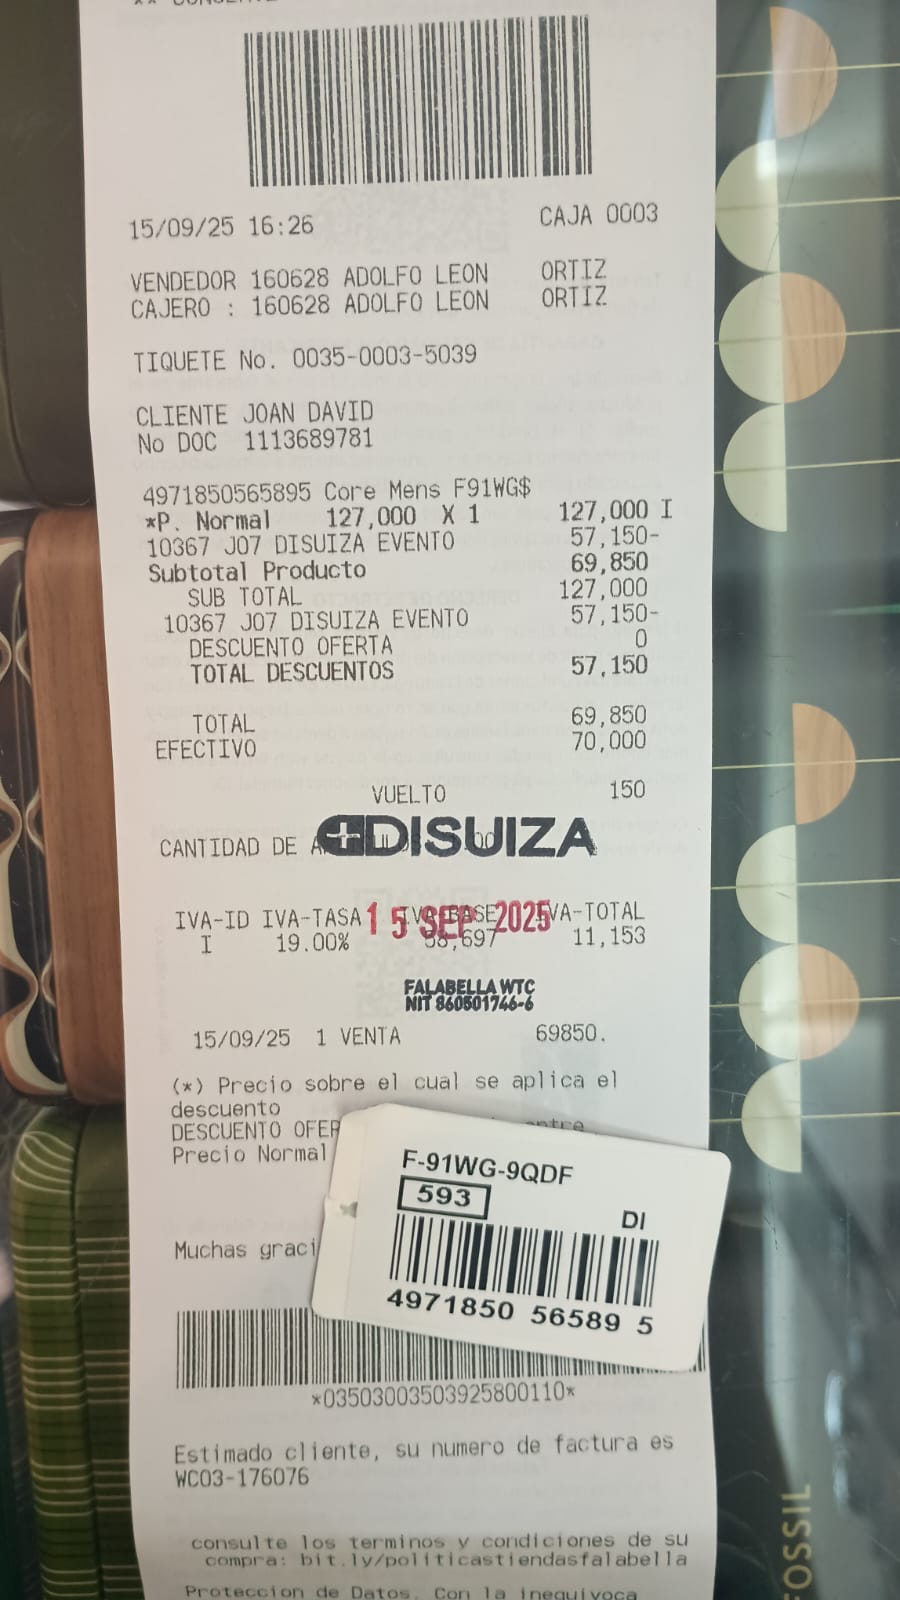 15/09/25 16:26 CAJA 0003
VENDEDOR 160628 ADOLFO LEON ORTIZ
CAJERO : 160628 ADOLFO LEON ORTIZ
TIQUETE No. 0035-0003-5039
CLIENTE JOAN DAVID
No DOC 1113689781
4971850565895 Core Mens F91WG$
*P. Normal 127,000 X 1 127,000 I
10367 J07 DISUIZA EVENTO 57,150-
Subtotal Producto 69,850
SUB TOTAL 127,000
10367 J07 DISUIZA EVENTO 57,150-
DESCUENTO OFERTA 0
TOTAL DESCUENTOS 57,150
TOTAL 69,850
EFECTIVO 70,000
VUELTO 150
DISUIZA
CANTIDAD DE
IVA-ID IVA-TASA IVA-BASE IVA-TOTAL
15 SEP 2025
I 19.00% 58,697 11,153
FALABELLA WTC
NIT 860501746-6
15/09/25 1 VENTA 69850.
(*) Precio sobre el cual se aplica el
descuento
DESCUENTO
Precio Normal
F-91WG-9QDF
593
DI
4971850 56589 5
Muchas
*03503003503925800110*
Estimado cliente, su numero de factura es
WC03-176076
consulte los terminos y condiciones de su
compra: bit.ly/politicastiendasfalabella
Proteccion de Datos. Con la inequivoca
FOSSIL